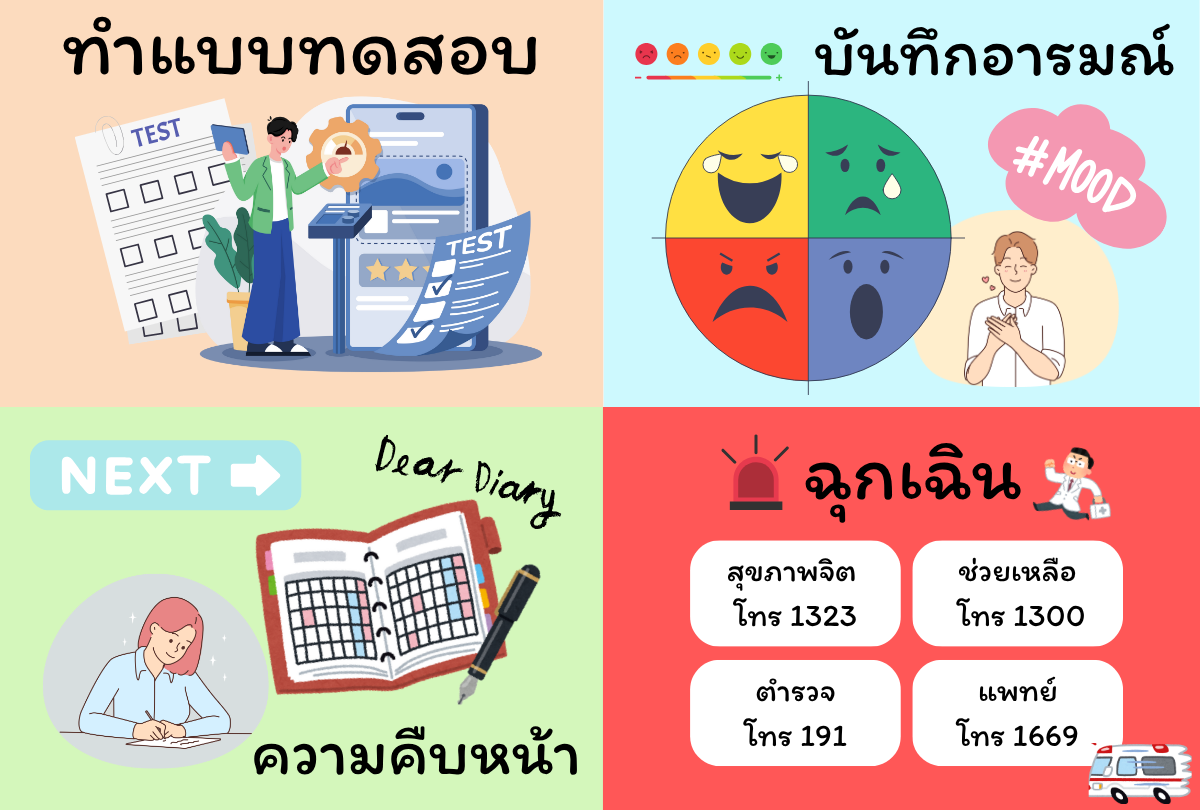 ทำแบบทดสอบ
TEST
TEST
- +
บันทึกอารมณ์
#MOOD
NEXT
Dear Diary
ความคืบหน้า
ฉุกเฉิน
สุขภาพจิต
โทร 1323
ช่วยเหลือ
โทร 1300
ตำรวจ
โทร 191
แพทย์
โทร 1669